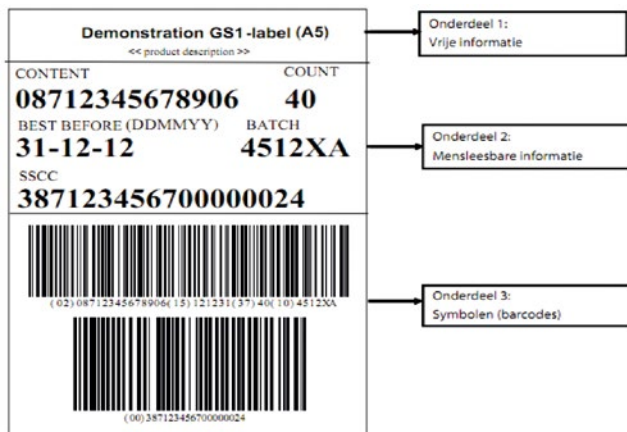 Demonstration GS1-label (A5)
<< product description >>
CONTENT COUNT
08712345678906 40
BEST BEFORE (DDMMYY) BATCH
31-12-12 4512XA
SSCC
387123456700000024
(02)08712345678906(15)121231(37)40(10)4512XA
(00)387123456700000024
Onderdeel 1:
Vrije informatie
Onderdeel 2:
Mensleesbare informatie
Onderdeel 3:
Symbolen (barcodes)